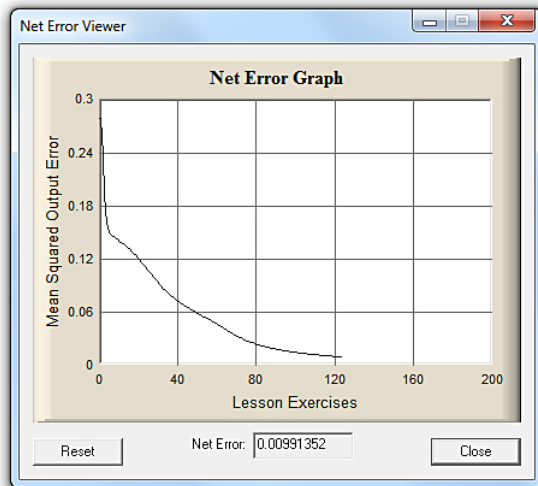 Net Error Viewer
Net Error Graph
Mean Squared Output Error
0.3
0.24
0.18
0.12
0.06
0
0 40 80 120 160 200
Lesson Exercises
Reset
Net Error: 0.00991352
Close